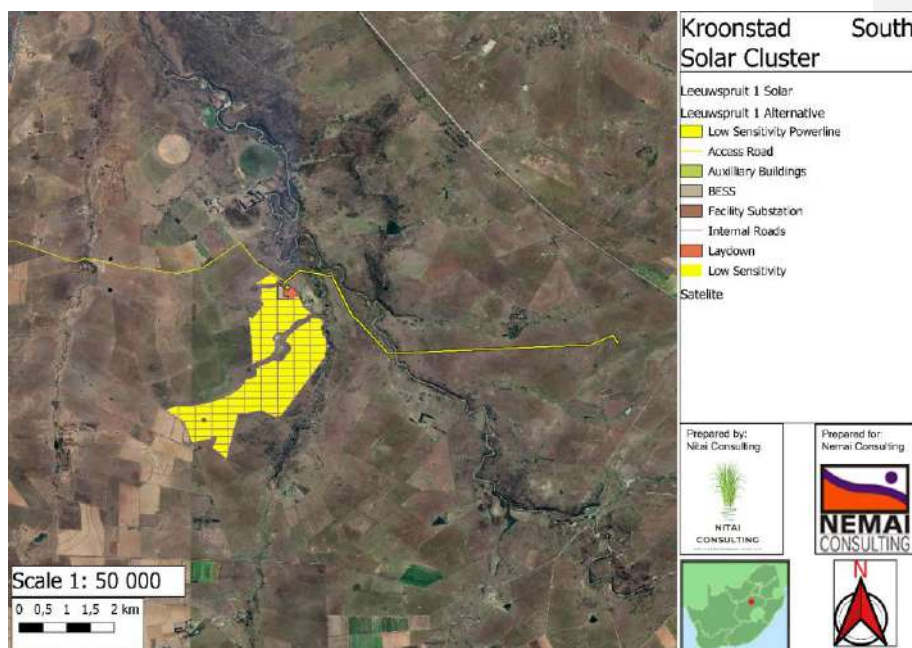 Kroonstad South
Solar Cluster
Leeuwspruit 1 Solar
Leeuwspruit 1 Alternative
Low Sensitivity Powerline
Access Road
Auxilliary Buildings
BESS
Facility Substation
Internal Roads
Laydown
Low Sensitivity
Satelite
Prepared by:
Nitai Consulting
NITAI
CONSULTING
Prepared for:
Nemai Consulting
NEMAI
CONSULTING
Scale 1: 50 000
0 0,5 1 1,5 2 km
N